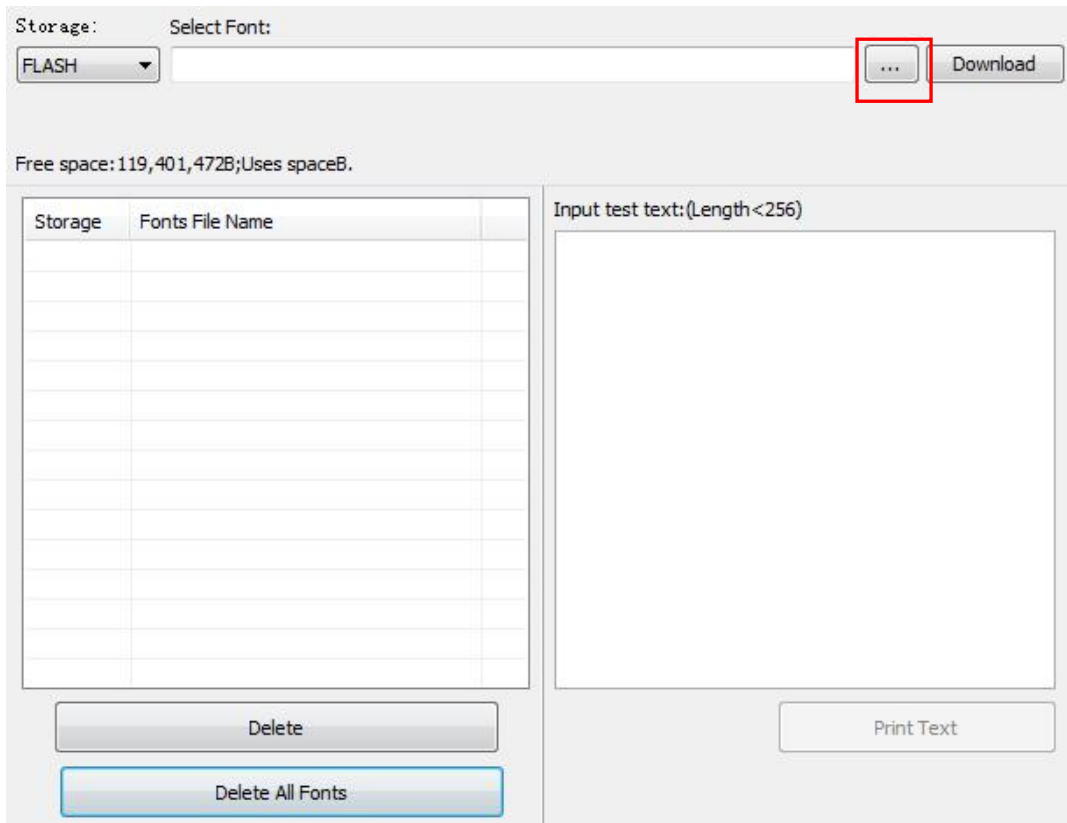 Storage: Select Font:
FLASH ... Download
Free space:119,401,472B;Uses spaceB.
Storage Fonts File Name
Input test text:(Length<256)
Delete
Print Text
Delete All Fonts